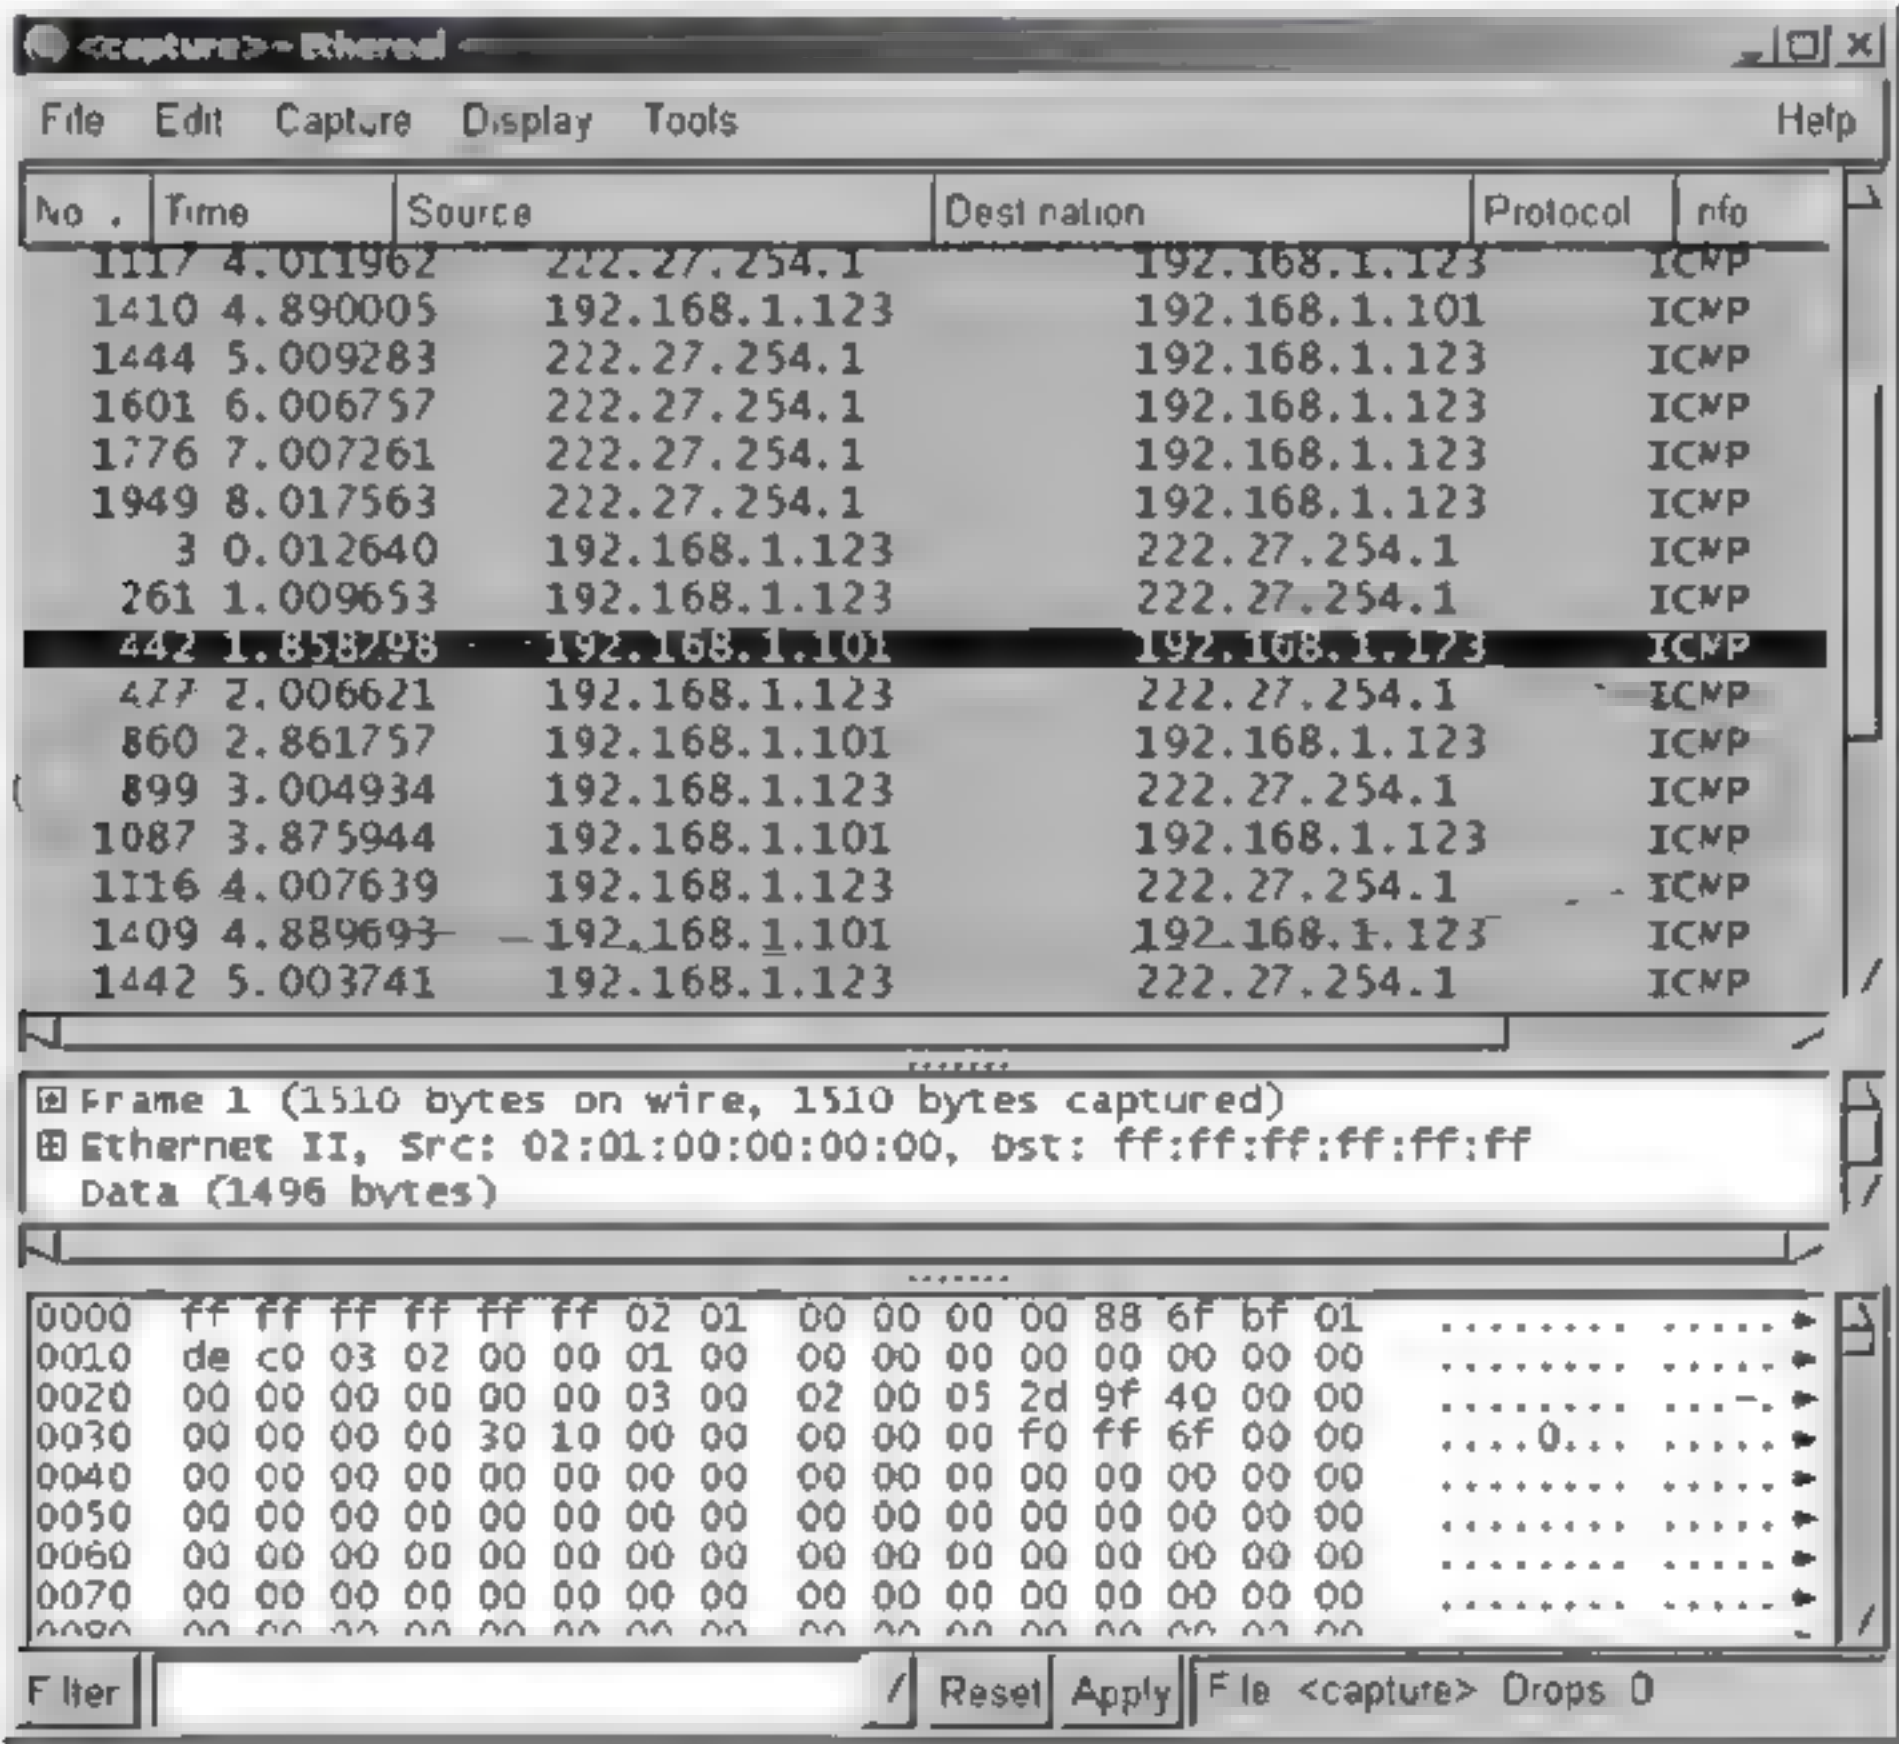 <capture> - Ethereal
File Edit Capture Display Tools Help
No . Time Source Destination Protocol Info
1117 4.011962 222.27.254.1 192.168.1.123 ICMP
1410 4.890005 192.168.1.123 192.168.1.101 ICMP
1444 5.009283 222.27.254.1 192.168.1.123 ICMP
1601 6.006757 222.27.254.1 192.168.1.123 ICMP
1776 7.007261 222.27.254.1 192.168.1.123 ICMP
1949 8.017563 222.27.254.1 192.168.1.123 ICMP
3 0.012640 192.168.1.123 222.27.254.1 ICMP
261 1.009653 192.168.1.123 222.27.254.1 ICMP
442 1.858298 192.168.1.101 192.168.1.123 ICMP
477 2.006621 192.168.1.123 222.27.254.1 ICMP
860 2.861757 192.168.1.101 192.168.1.123 ICMP
899 3.004934 192.168.1.123 222.27.254.1 ICMP
1087 3.875944 192.168.1.101 192.168.1.123 ICMP
1116 4.007639 192.168.1.123 222.27.254.1 ICMP
1409 4.889693 192.168.1.101 192.168.1.123 ICMP
1442 5.003741 192.168.1.123 222.27.254.1 ICMP
Frame 1 (1510 bytes on wire, 1510 bytes captured)
Ethernet II, Src: 02:01:00:00:00:00, Dst: ff:ff:ff:ff:ff:ff
Data (1496 bytes)
0000 ff ff ff ff ff ff 02 01 00 00 00 00 88 6f bf 01 ........ .....
0010 de c0 03 02 00 00 01 00 00 00 00 00 00 00 00 00 ........ .....
0020 00 00 00 00 00 00 03 00 02 00 05 2d 9f 40 00 00 ........ ...-.
0030 00 00 00 00 30 10 00 00 00 00 00 f0 ff 6f 00 00 ....0... .....
0040 00 00 00 00 00 00 00 00 00 00 00 00 00 00 00 00 ........ .....
0050 00 00 00 00 00 00 00 00 00 00 00 00 00 00 00 00 ........ .....
0060 00 00 00 00 00 00 00 00 00 00 00 00 00 00 00 00 ........ .....
0070 00 00 00 00 00 00 00 00 00 00 00 00 00 00 00 00 ........ .....
0080 00 00 00 00 00 00 00 00 00 00 00 00 00 00 00 00
Filter Reset Apply File <capture> Drops 0